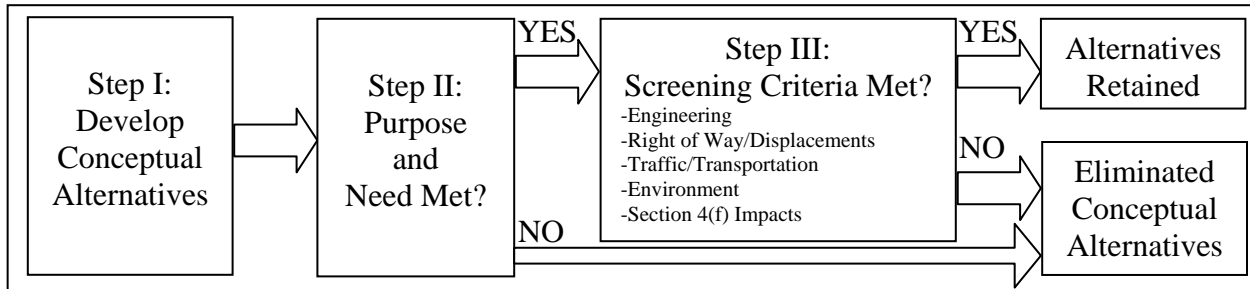 Step I:
Develop
Conceptual
Alternatives
Step II:
Purpose
and
Need Met?
YES
NO
Step III:
Screening Criteria Met?
-Engineering
-Right of Way/Displacements
-Traffic/Transportation
-Environment
-Section 4(f) Impacts
YES
NO
Alternatives
Retained
Eliminated
Conceptual
Alternatives